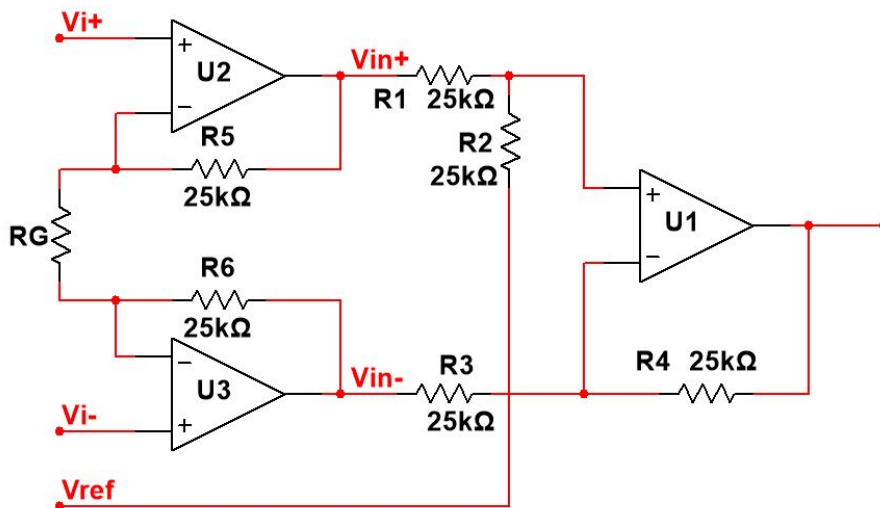 Vi+
U2
Vin+
R1 25kΩ
R2
25kΩ
R5
25kΩ
U1
RG
R6
25kΩ
U3
Vin-
R3
25kΩ
R4 25kΩ
Vi-
Vref